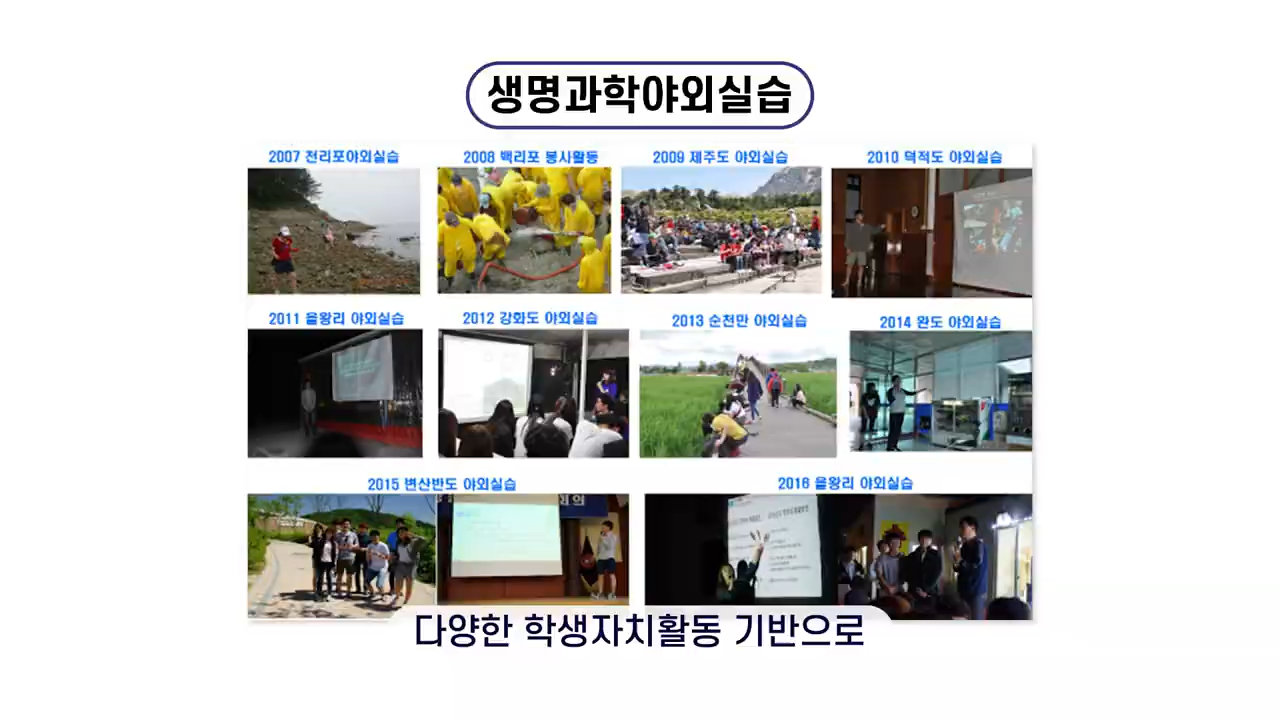 생명과학야외실습
2007 천리포야외실습
2008 백리포 봉사활동
2009 제주도 야외실습
2010 덕적도 야외실습
2011 을왕리 야외실습
2012 강화도 야외실습
2013 순천만 야외실습
2014 완도 야외실습
2015 변산반도 야외실습
2016 을왕리 야외실습
다양한 학생자치활동 기반으로